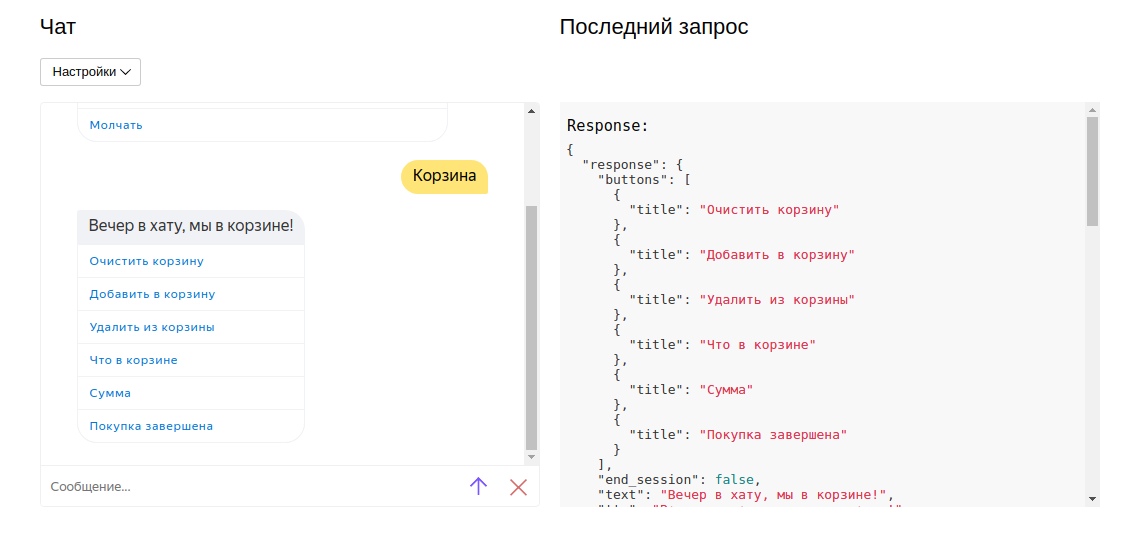 Чат
Настройки
Молчать
Корзина
Вечер в хату, мы в корзине!
Очистить корзину
Добавить в корзину
Удалить из корзины
Что в корзине
Сумма
Покупка завершена
Сообщение...
Последний запрос
Response:
{
"response": {
"buttons": [
{
"title": "Очистить корзину"
},
{
"title": "Добавить в корзину"
},
{
"title": "Удалить из корзины"
},
{
"title": "Что в корзине"
},
{
"title": "Сумма"
},
{
"title": "Покупка завершена"
}
],
"end_session": false,
"text": "Вечер в хату, мы в корзине!",